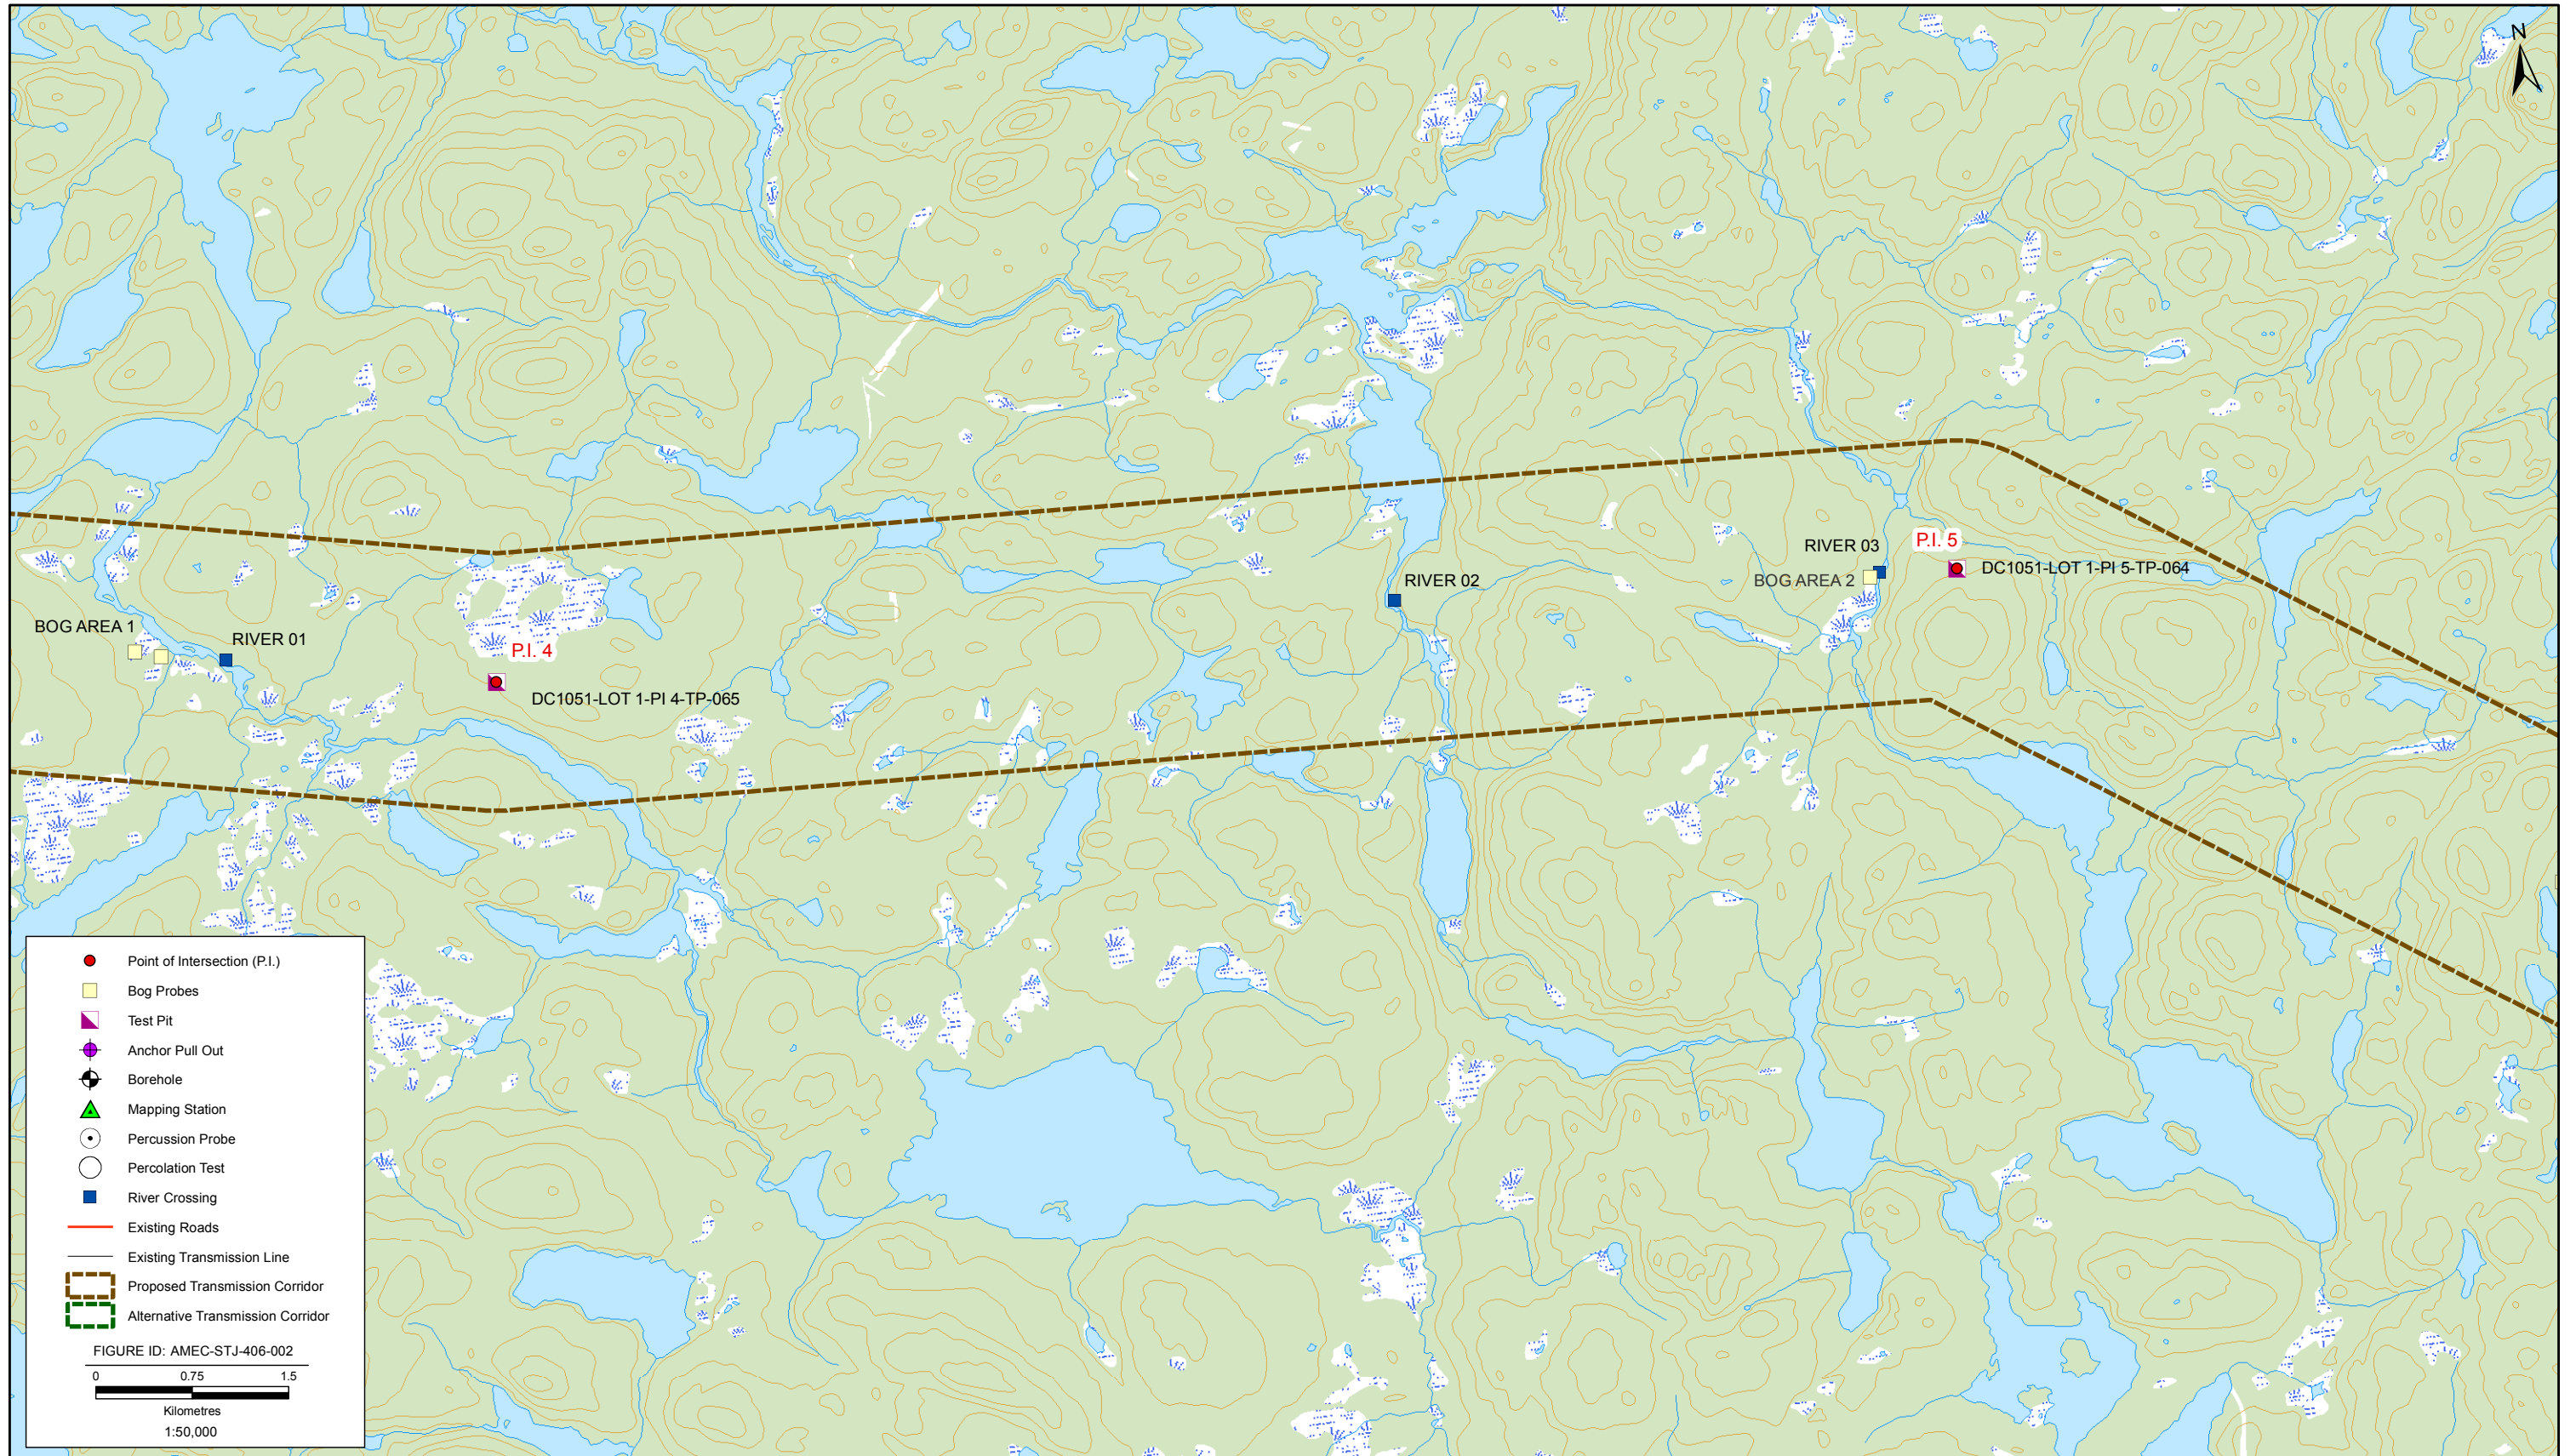 N
RIVER 03
P.I. 5
DC1051-LOT 1-PI 5-TP-064
BOG AREA 2
RIVER 02
BOG AREA 1
RIVER 01
P.I. 4
DC1051-LOT 1-PI 4-TP-065
Point of Intersection (P.I.)
Bog Probes
Test Pit
Anchor Pull Out
Borehole
Mapping Station
Percussion Probe
Percolation Test
River Crossing
Existing Roads
Existing Transmission Line
Proposed Transmission Corridor
Alternative Transmission Corridor
FIGURE ID: AMEC-STJ-406-002
0 0.75 1.5
Kilometres
1:50,000